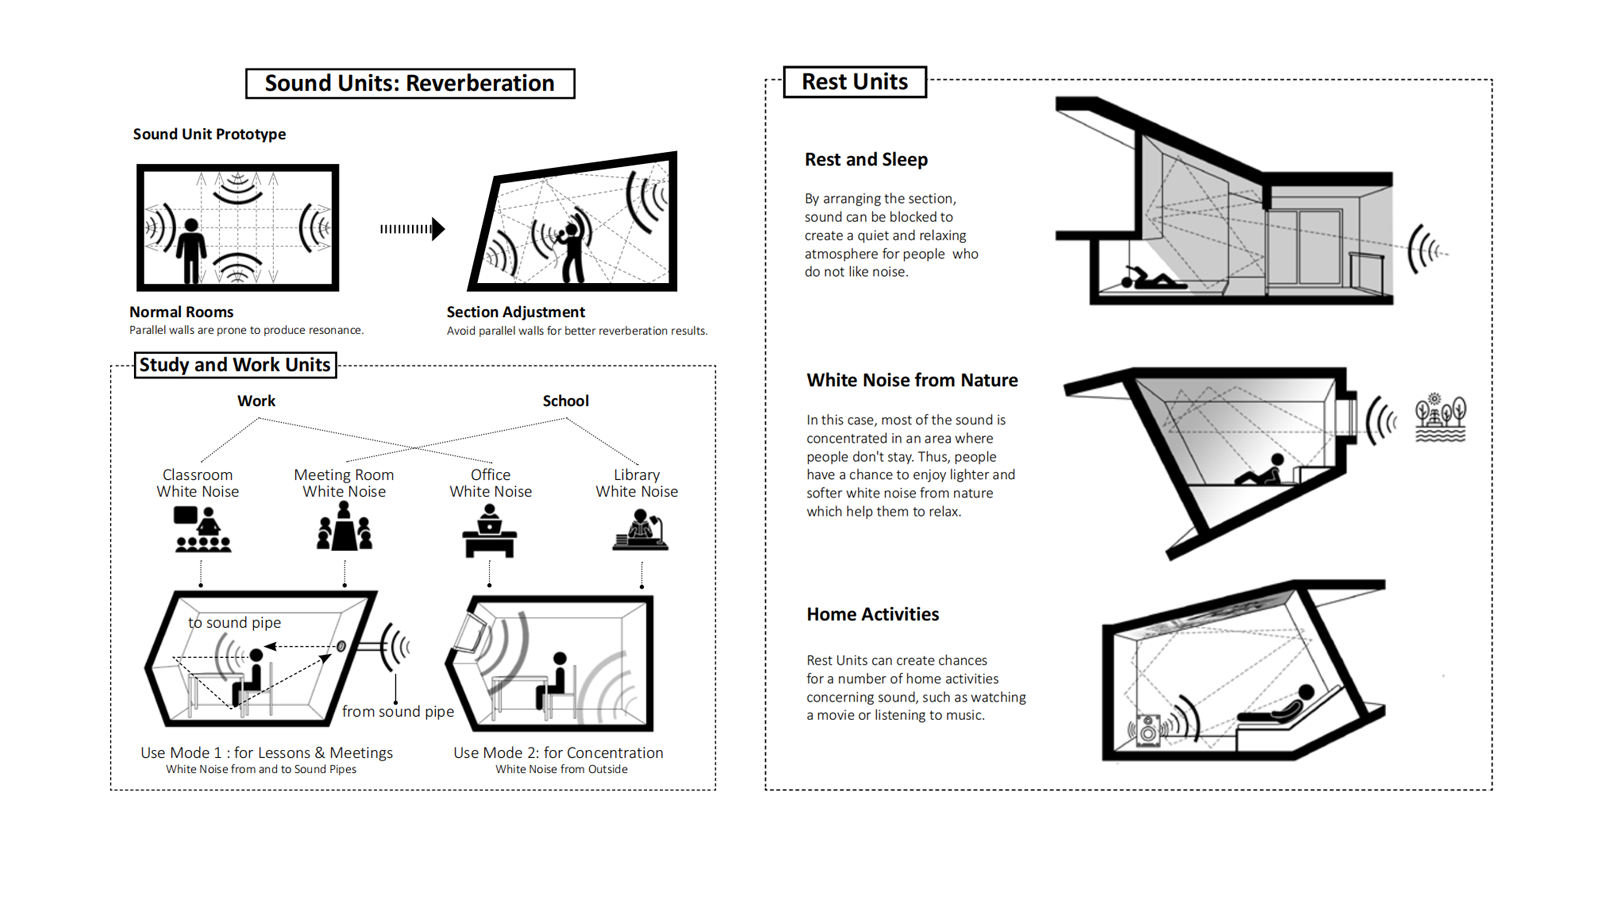 Sound Units: Reverberation
Sound Unit Prototype
Normal Rooms
Parallel walls are prone to produce resonance.
Section Adjustment
Avoid parallel walls for better reverberation results.
Study and Work Units
Work
School
Classroom
White Noise
Meeting Room
White Noise
Office
White Noise
Library
White Noise
to sound pipe
from sound pipe
Use Mode 1 : for Lessons & Meetings
White Noise from and to Sound Pipes
Use Mode 2: for Concentration
White Noise from Outside
Rest Units
Rest and Sleep
By arranging the section,
sound can be blocked to
create a quiet and relaxing
atmosphere for people  who
do not like noise.
White Noise from Nature
In this case, most of the sound is
concentrated in an area where
people don't stay. Thus, people
have a chance to enjoy lighter and
softer white noise from nature
which help them to relax.
Home Activities
Rest Units can create chances
for a number of home activities
concerning sound, such as watching
a movie or listening to music.